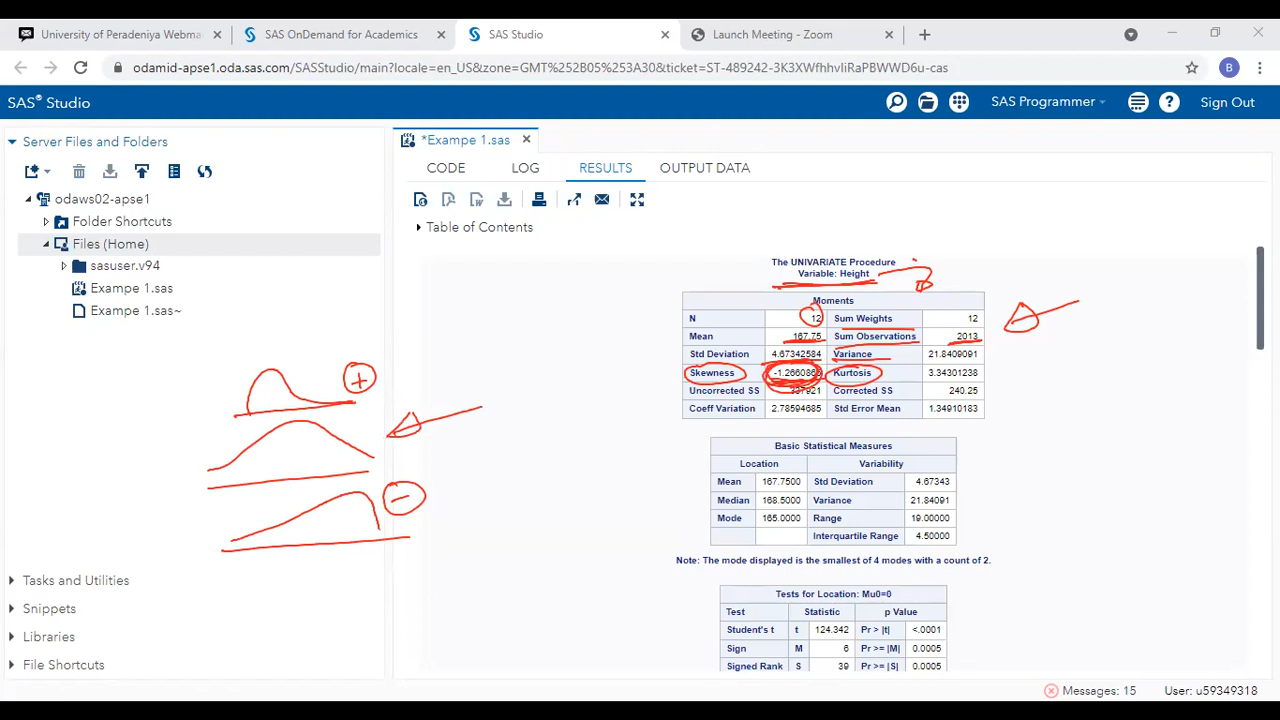 University of Peradeniya Webma
SAS OnDemand for Academics
SAS Studio
Launch Meeting - Zoom
odamid-apse1.oda.sas.com/SASStudio/main?locale=en_US&zone=GMT%252B05%253A30&ticket=ST-489242-3K3XWfhhvIiRaPBWWD6u-cas
B
SAS® Studio
SAS Programmer
Sign Out
Server Files and Folders
*Exampe 1.sas
CODE
LOG
RESULTS
OUTPUT DATA
odaws02-apse1
Folder Shortcuts
Files (Home)
sasuser.v94
Exampe 1.sas
Exampe 1.sas~
Table of Contents
The UNIVARIATE Procedure
Variable: Height
Moments
N 12 Sum Weights 12
Mean 167.75 Sum Observations 2013
Std Deviation 4.67342584 Variance 21.8409091
Skewness Kurtosis 3.34301238
Uncorrected SS Corrected SS 240.25
Coeff Variation 2.78594685 Std Error Mean 1.34910183
+
−
Basic Statistical Measures
Location Variability
Mean 167.7500 Std Deviation 4.67343
Median 168.5000 Variance 21.84091
Mode 165.0000 Range 19.00000
Interquartile Range 4.50000
Note: The mode displayed is the smallest of 4 modes with a count of 2.
Tests for Location: Mu0=0
Test Statistic p Value
Student's t t 124.342 Pr > |t| <.0001
Sign M 6 Pr >= |M| 0.0005
Signed Rank S 39 Pr >= |S| 0.0005
Tasks and Utilities
Snippets
Libraries
File Shortcuts
Messages: 15
User: u59349318